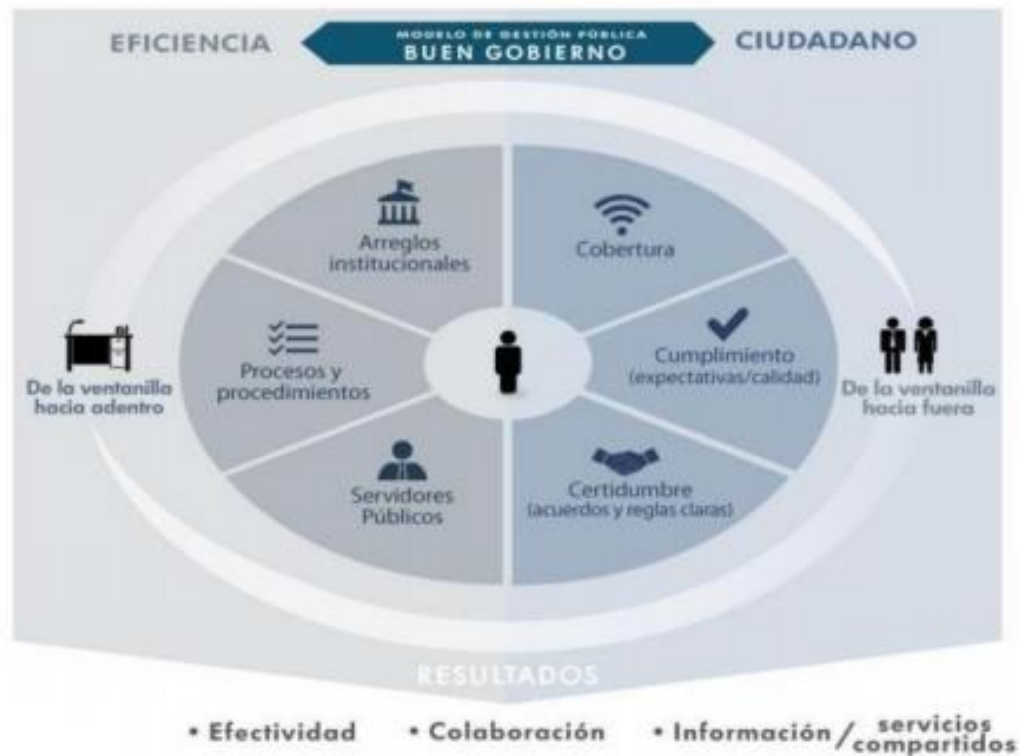 EFICIENCIA
MODELO DE GESTIÓN PÚBLICA
BUEN GOBIERNO
CIUDADANO
Arreglos
institucionales
Cobertura
Procesos y
procedimientos
Cumplimiento
(expectativas/calidad)
De la ventanilla
hacia adentro
De la ventanilla
hacia fuera
Servidores
Públicos
Certidumbre
(acuerdos y reglas claras)
RESULTADOS
• Efectividad
• Colaboración
• Información / servicios
compartidos